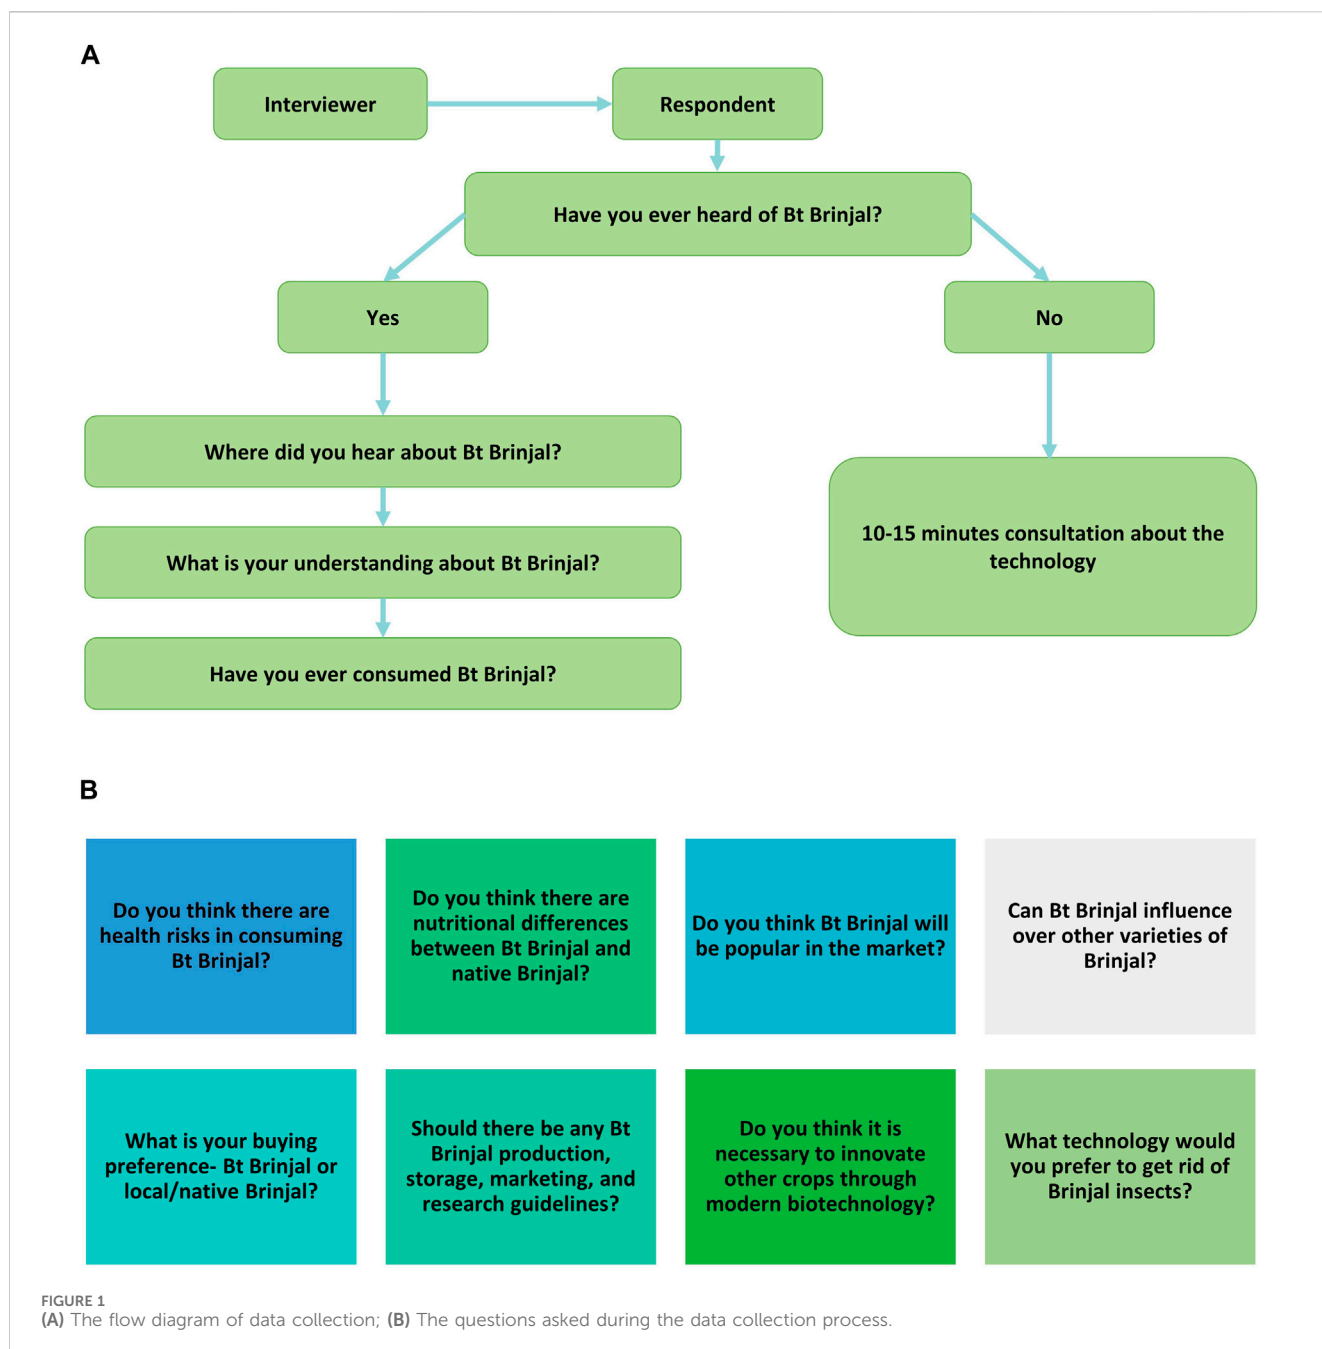 A
Interviewer
Respondent
Have you ever heard of Bt Brinjal?
Yes
No
Where did you hear about Bt Brinjal?
What is your understanding about Bt Brinjal?
Have you ever consumed Bt Brinjal?
10-15 minutes consultation about the
technology
B
Do you think there are
health risks in consuming
Bt Brinjal?
Do you think there are
nutritional differences
between Bt Brinjal and
native Brinjal?
Do you think Bt Brinjal will
be popular in the market?
Can Bt Brinjal influence
over other varieties of
Brinjal?
What is your buying
preference- Bt Brinjal or
local/native Brinjal?
Should there be any Bt
Brinjal production,
storage, marketing, and
research guidelines?
Do you think it is
necessary to innovate
other crops through
modern biotechnology?
What technology would
you prefer to get rid of
Brinjal insects?
FIGURE 1
(A) The flow diagram of data collection; (B) The questions asked during the data collection process.